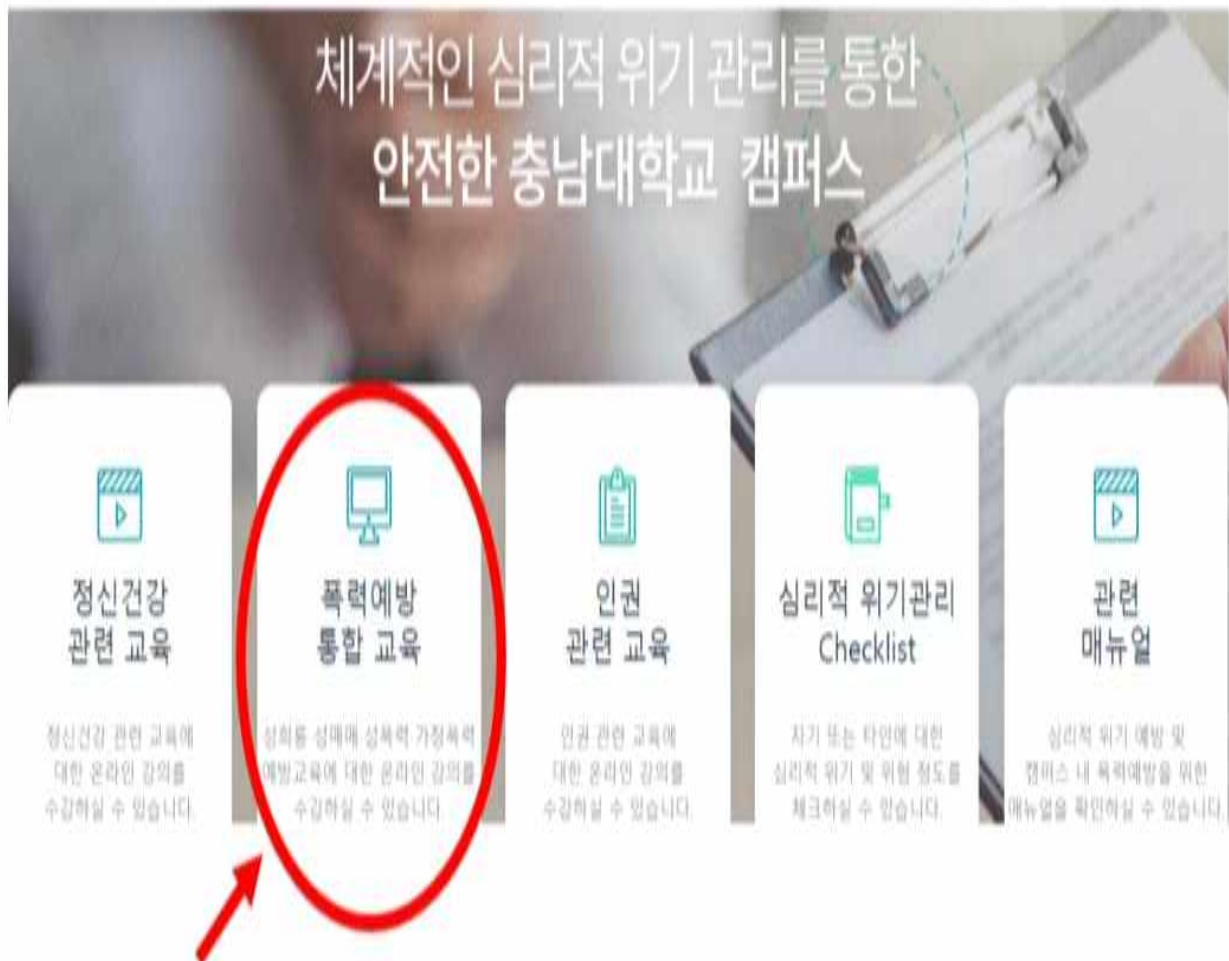 체계적인 심리적 위기 관리를 통한
안전한 충남대학교 캠퍼스
정신건강
관련 교육
정신건강 관련 교육에
대한 온라인 강의를
수강하실 수 있습니다.
폭력예방
통합 교육
성희롱 성매매 성폭력 가정폭력
예방교육에 대한 온라인 강의를
수강하실 수 있습니다.
인권
관련 교육
인권 관련 교육에
대한 온라인 강의를
수강하실 수 있습니다.
심리적 위기관리
Checklist
자기 또는 타인에 대한
심리적 위기 및 위험 정도를
체크하실 수 있습니다.
관련
매뉴얼
심리적 위기 예방 및
캠퍼스 내 폭력예방을 위한
매뉴얼을 확인하실 수 있습니다.